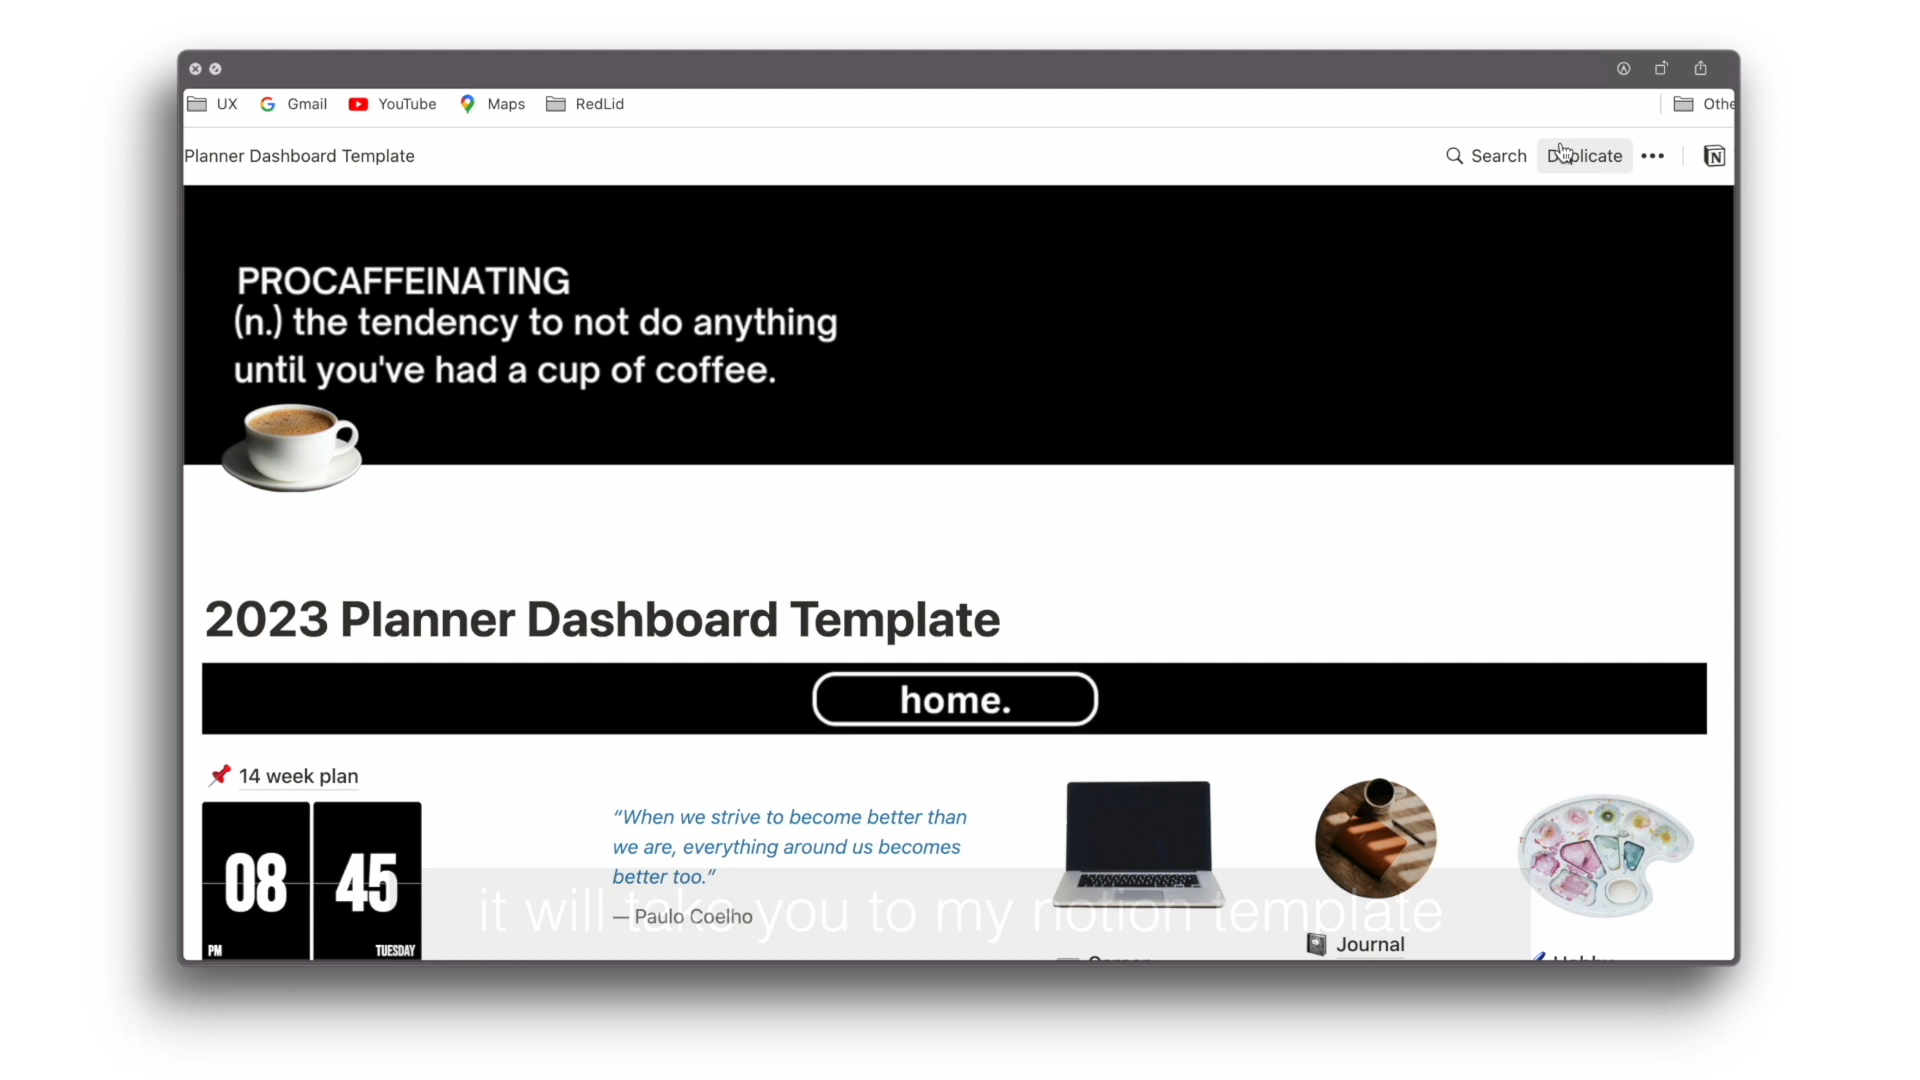 UX Gmail YouTube Maps RedLid
Planner Dashboard Template
Search Duplicate
PROCAFFEINATING
(n.) the tendency to not do anything
until you've had a cup of coffee.
2023 Planner Dashboard Template
home.
14 week plan
08 45
PM TUESDAY
“When we strive to become better than
we are, everything around us becomes
better too.”
— Paulo Coelho
Journal
it will take you to my notion template